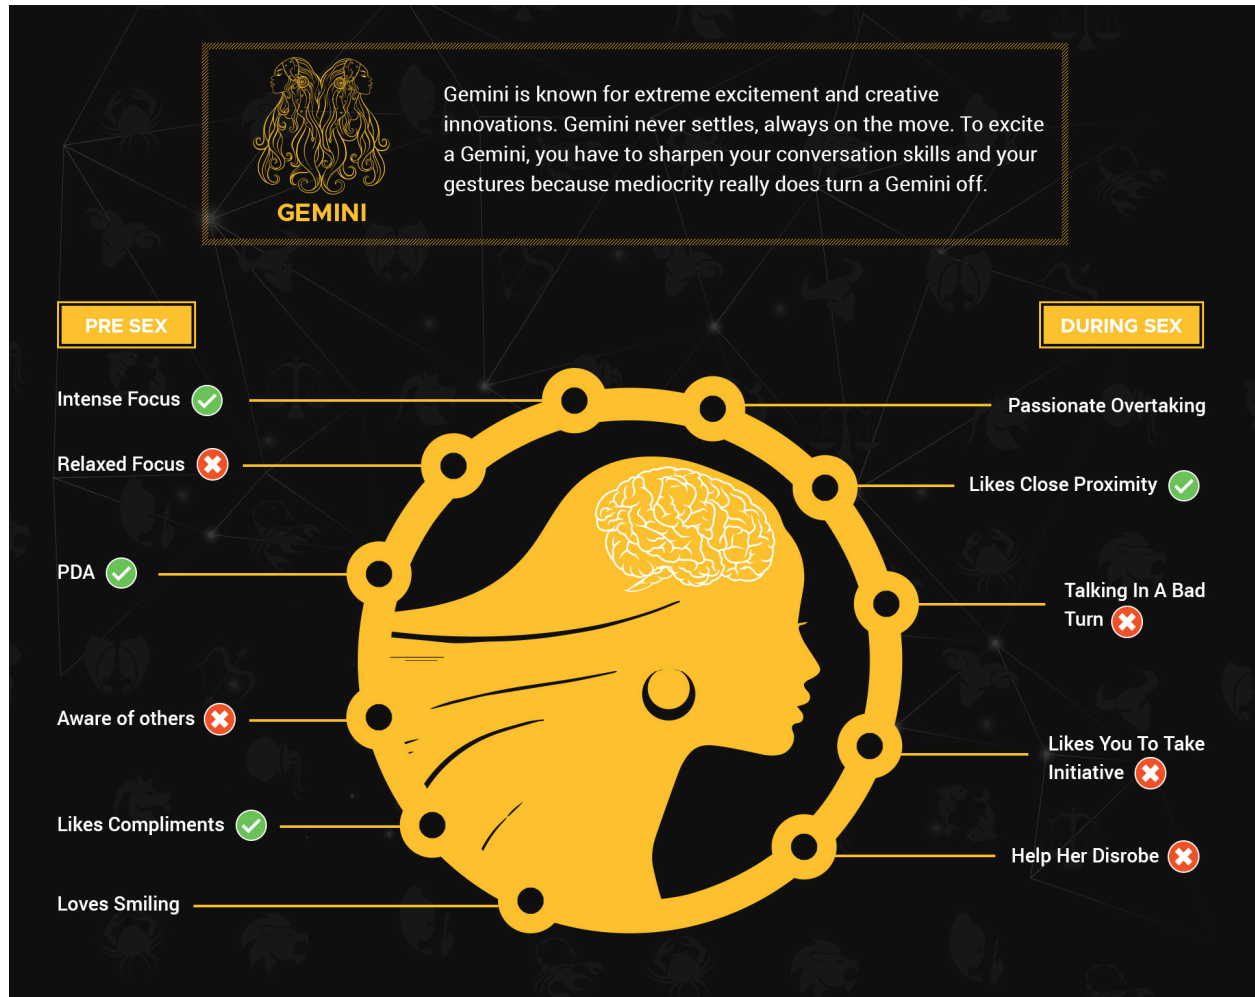 Gemini is known for extreme excitement and creative
innovations. Gemini never settles, always on the move. To excite
a Gemini, you have to sharpen your conversation skills and your
gestures because mediocrity really does turn a Gemini off.
GEMINI
PRE SEX
Intense Focus
Relaxed Focus
PDA
Aware of others
Likes Compliments
Loves Smiling
DURING SEX
Passionate Overtaking
Likes Close Proximity
Talking In A Bad
Turn
Likes You To Take
Initiative
Help Her Disrobe